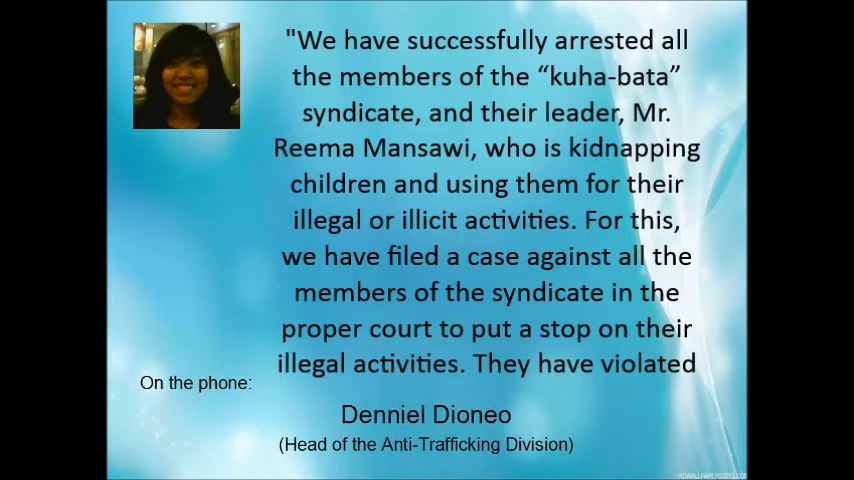 "We have successfully arrested all
the members of the “kuha-bata”
syndicate, and their leader, Mr.
Reema Mansawi, who is kidnapping
children and using them for their
illegal or illicit activities. For this,
we have filed a case against all the
members of the syndicate in the
proper court to put a stop on their
illegal activities. They have violated
On the phone:
Denniel Dioneo
(Head of the Anti-Trafficking Division)
HDWALLPAPERS2013.COM